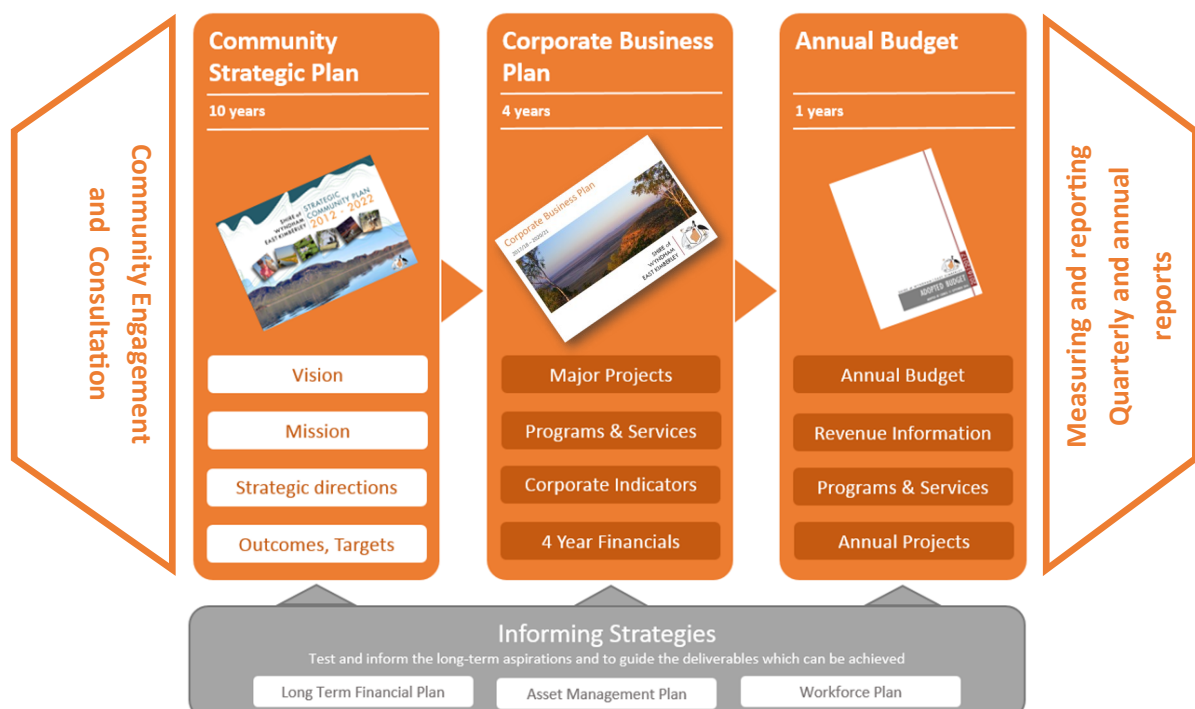 Community Engagement
and Consultation
Community
Strategic Plan
10 years
SHIRE of
WYNDHAM
EAST KIMBERLEY
STRATEGIC
COMMUNITY PLAN
2012 - 2022
Vision
Mission
Strategic directions
Outcomes, Targets
Corporate Business
Plan
4 years
Corporate Business Plan
2017/18 - 2020/21
SHIRE of
WYNDHAM
EAST KIMBERLEY
Major Projects
Programs & Services
Corporate Indicators
4 Year Financials
Annual Budget
1 years
ADOPTED BUDGET
Annual Budget
Revenue Information
Programs & Services
Annual Projects
Measuring and reporting
Quarterly and annual
reports
Informing Strategies
Test and inform the long-term aspirations and to guide the deliverables which can be achieved
Long Term Financial Plan
Asset Management Plan
Workforce Plan